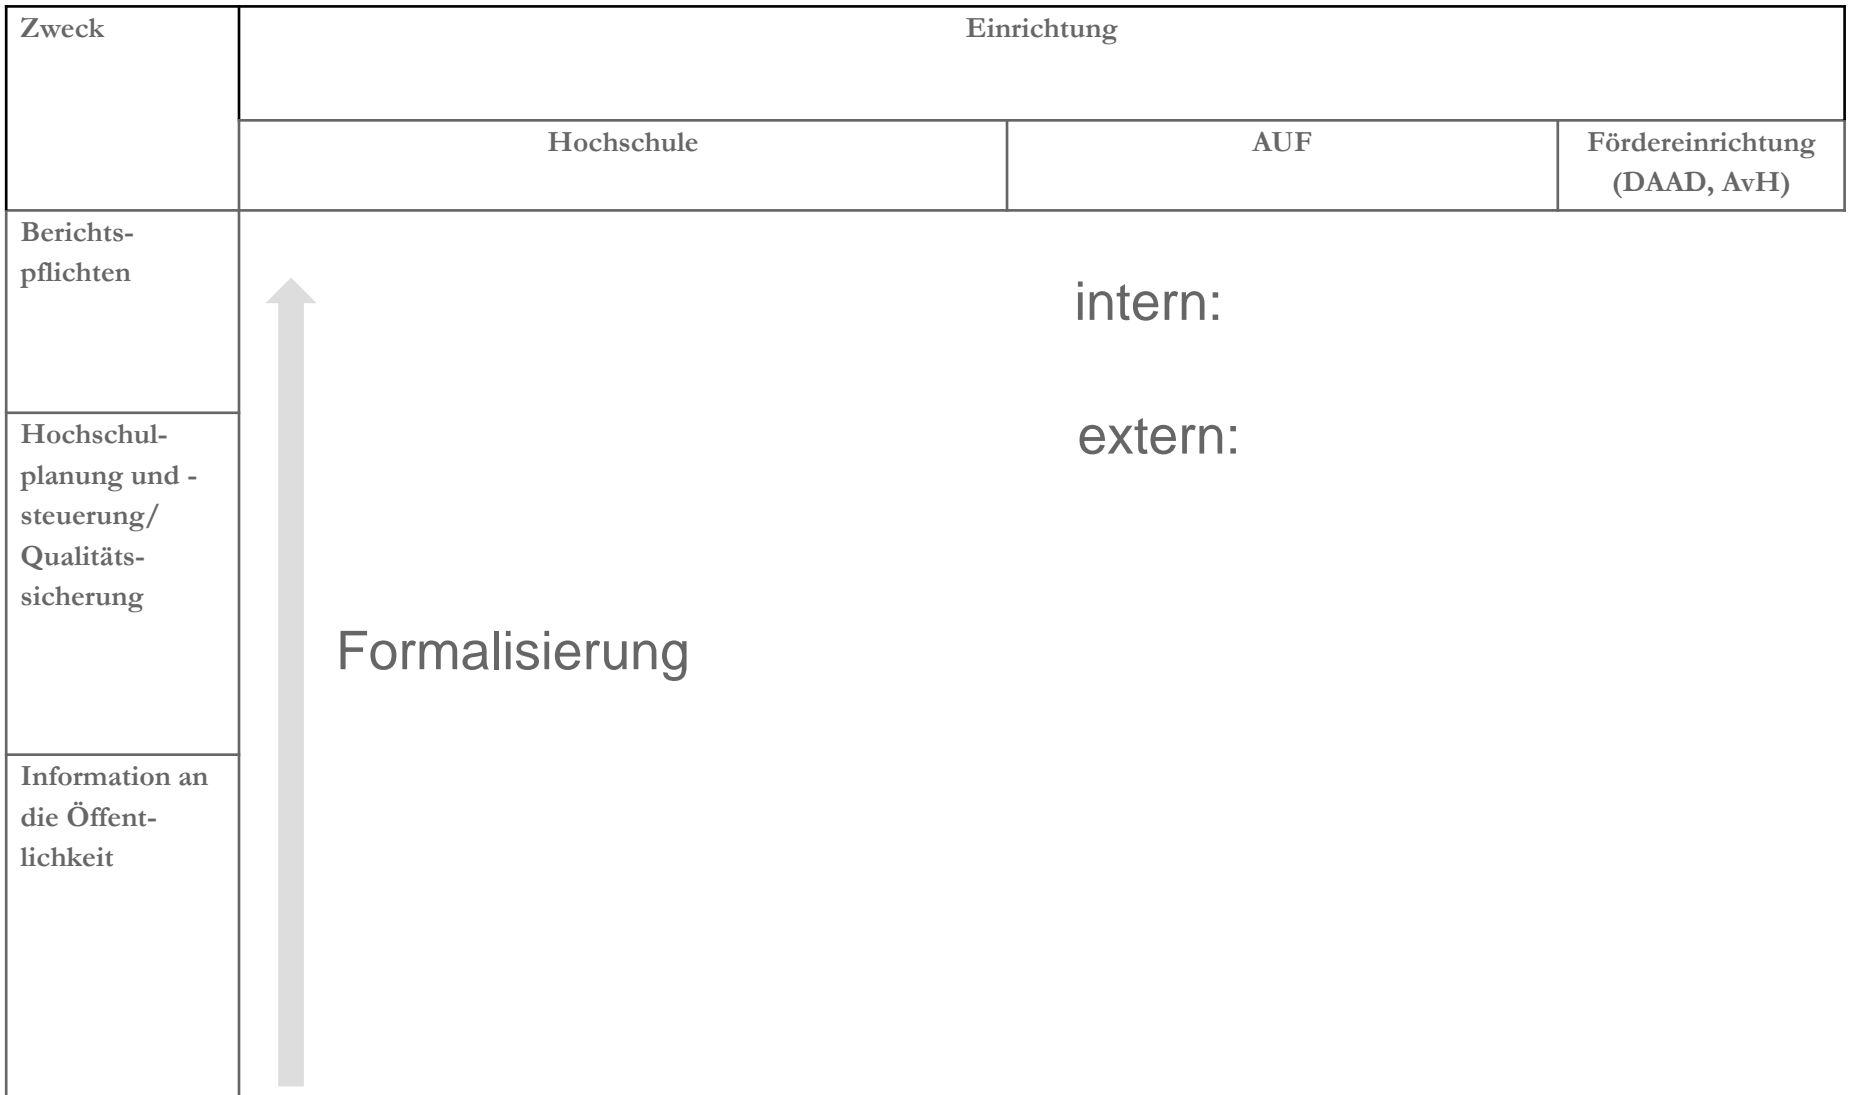 Zweck
Einrichtung
Hochschule
AUF
Fördereinrichtung
(DAAD, AvH)
Berichts-
pflichten
intern:
extern:
Hochschul-
planung und -
steuerung/
Qualitäts-
sicherung
Formalisierung
Information an
die Öffent-
lichkeit